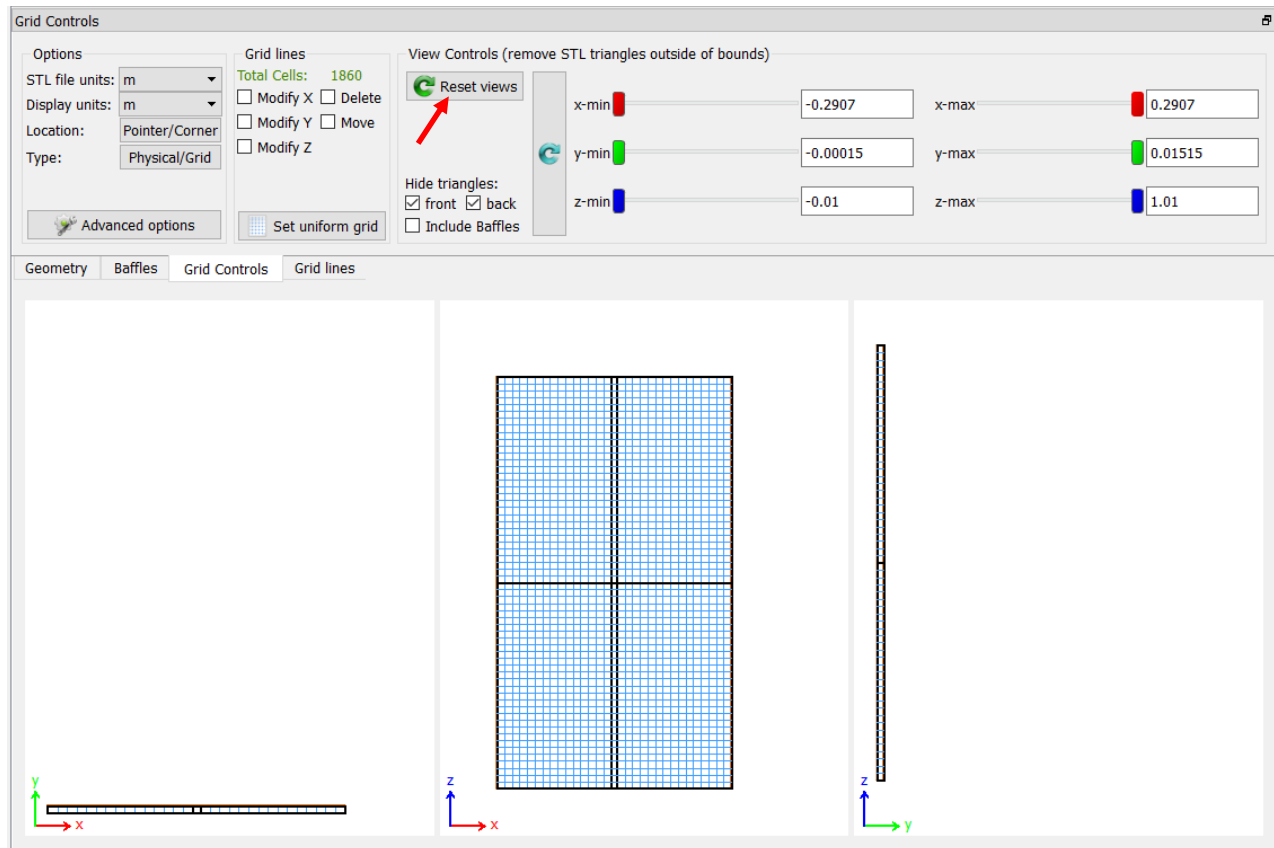 Grid Controls
Options
STL file units: m
Display units: m
Location: Pointer/Corner
Type: Physical/Grid
Advanced options
Grid lines
Total Cells: 1860
Modify X Delete
Modify Y Move
Modify Z
Set uniform grid
View Controls (remove STL triangles outside of bounds)
Reset views
Hide triangles:
front back
Include Baffles
x-min -0.2907 x-max 0.2907
y-min -0.00015 y-max 0.01515
z-min -0.01 z-max 1.01
Geometry Baffles Grid Controls Grid lines
y
x
z
x
z
y